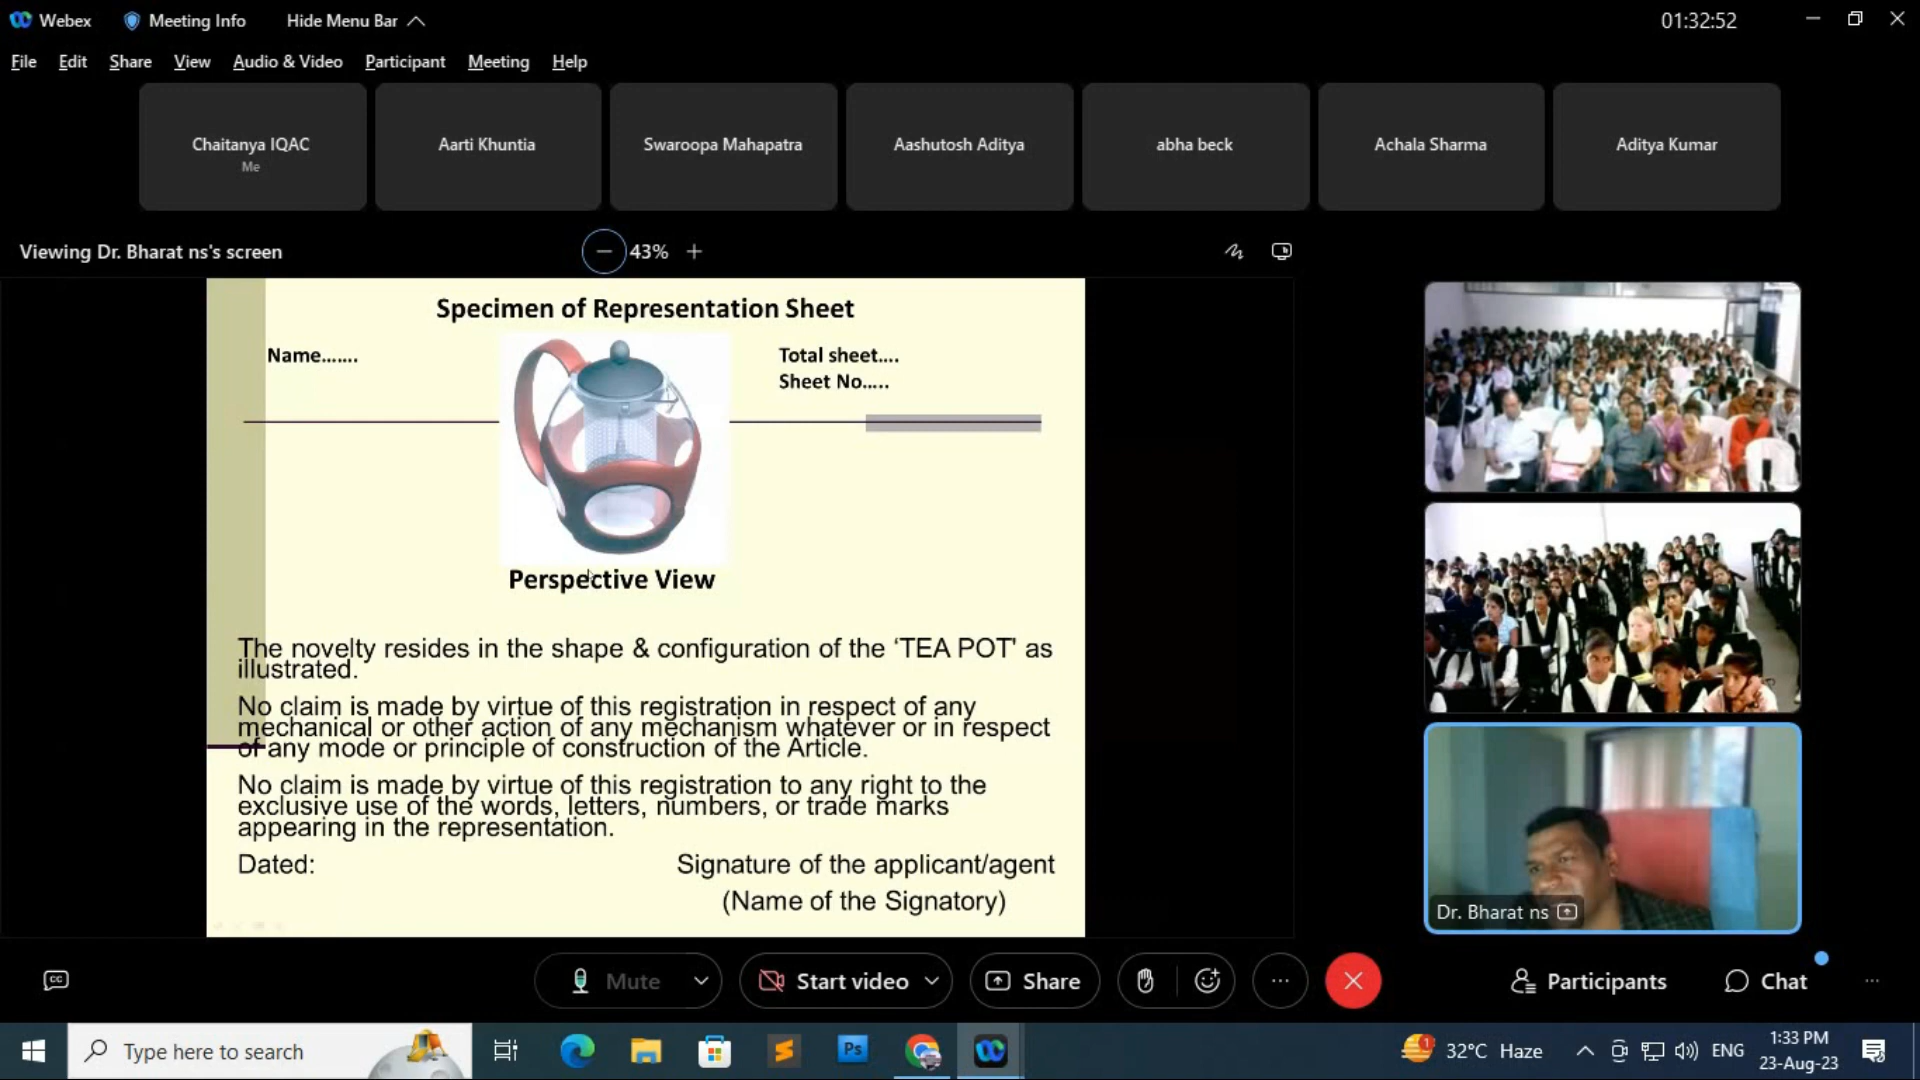 Webex Meeting Info Hide Menu Bar 01:32:52
File Edit Share View Audio & Video Participant Meeting Help
Chaitanya IQAC Aarti Khuntia Swaroopa Mahapatra Aashutosh Aditya abha beck Achala Sharma Aditya Kumar
Me
Viewing Dr. Bharat ns's screen 43%
Specimen of Representation Sheet
Name....... Total sheet....
Sheet No.....
Perspective View
The novelty resides in the shape & configuration of the ‘TEA POT' as
illustrated.
No claim is made by virtue of this registration in respect of any
mechanical or other action of any mechanism whatever or in respect
of any mode or principle of construction of the Article.
No claim is made by virtue of this registration to any right to the
exclusive use of the words, letters, numbers, or trade marks
appearing in the representation.
Dated: Signature of the applicant/agent
(Name of the Signatory)
Dr. Bharat ns
CC Mute Start video Share Participants Chat
Type here to search Ps 1 32°C Haze ENG 1:33 PM
23-Aug-23